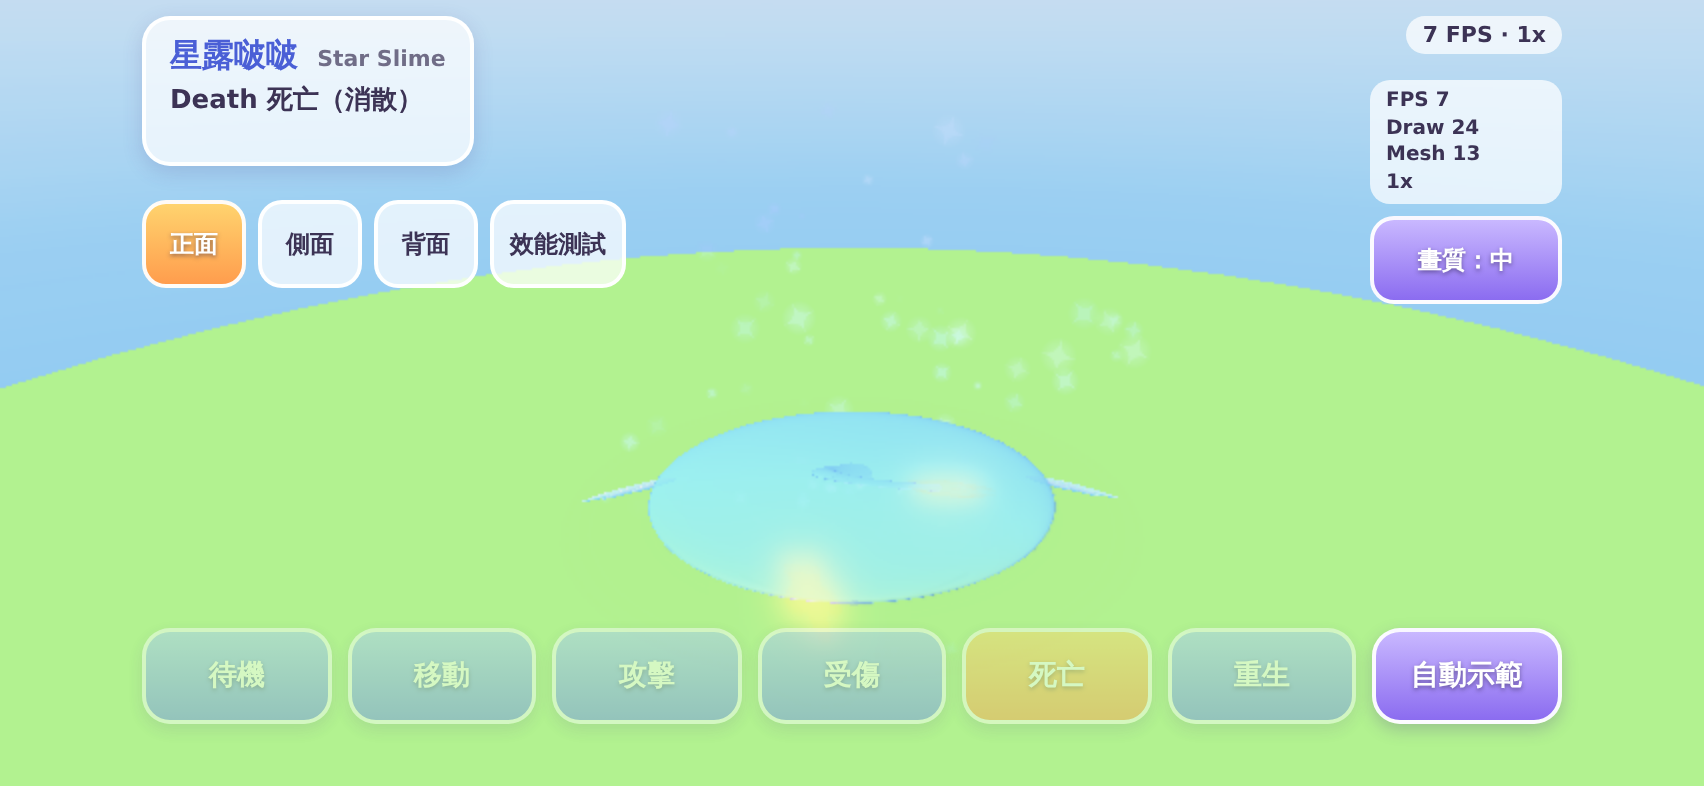 星露啵啵 Star Slime
Death 死亡（消散）
7 FPS · 1x
FPS 7
Draw 24
Mesh 13
1x
正面 側面 背面 效能測試
畫質：中
待機 移動 攻擊 受傷 死亡 重生 自動示範